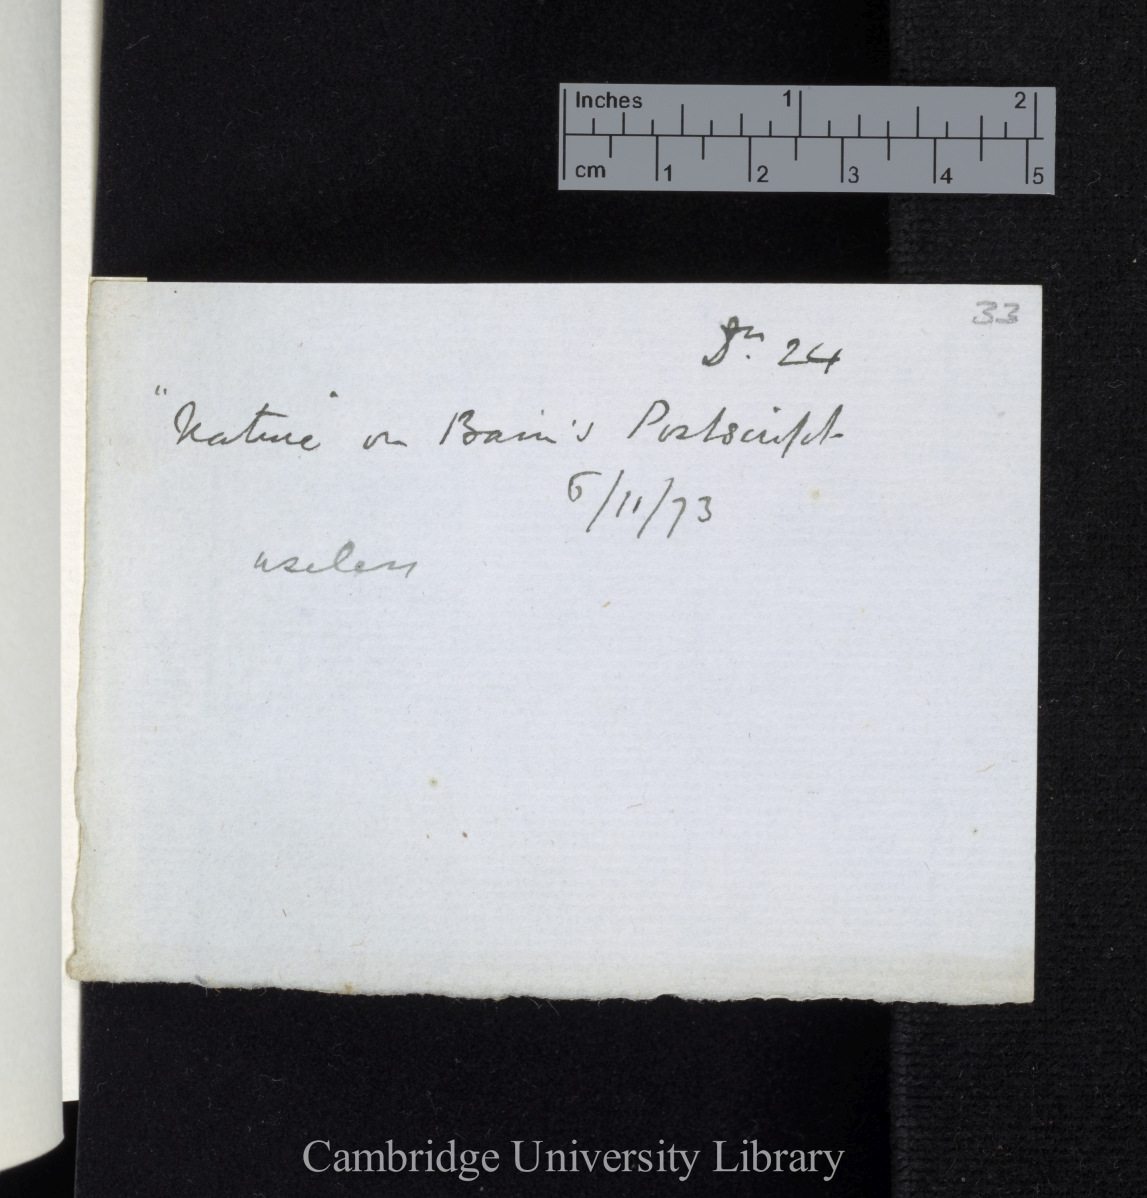 Inches 1 2
cm 1 2 3 4 5
33
Dr. 24
"Nature" on Bain's Postscript
6/11/73
useless
Cambridge University Library